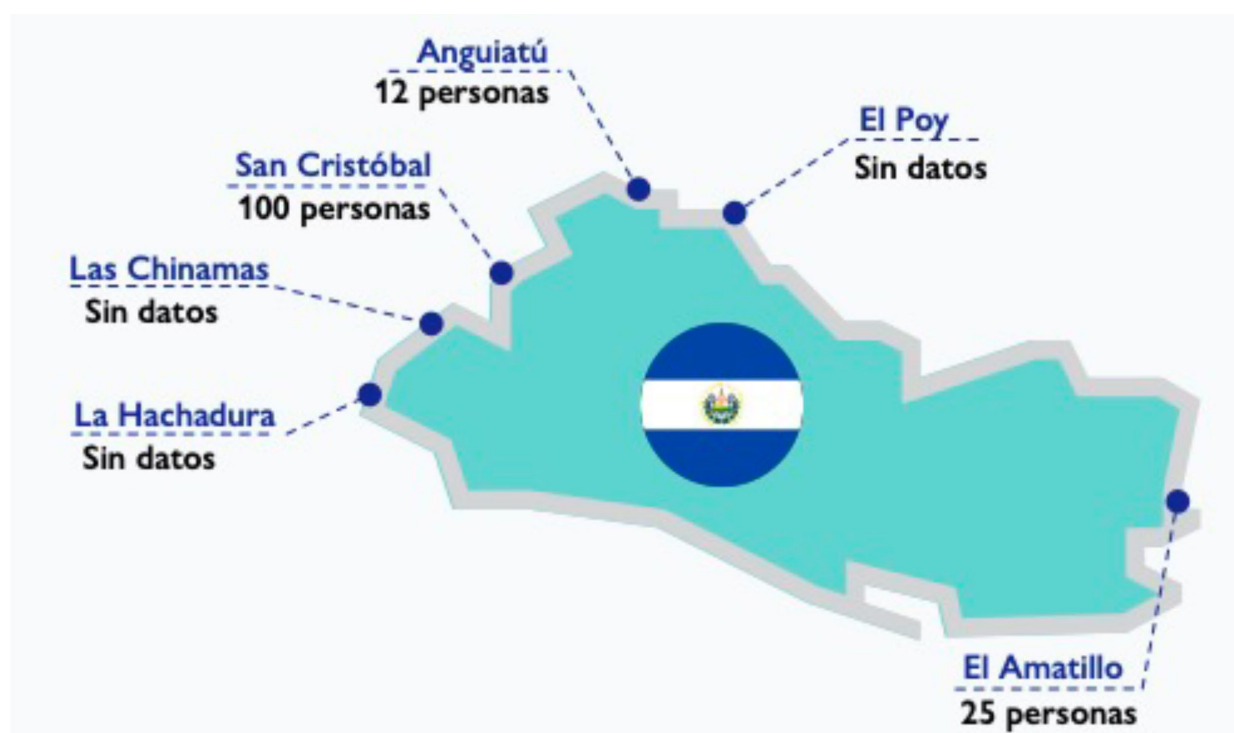 Anguiatú
12 personas
El Poy
Sin datos
San Cristóbal
100 personas
Las Chinamas
Sin datos
La Hachadura
Sin datos
El Amatillo
25 personas